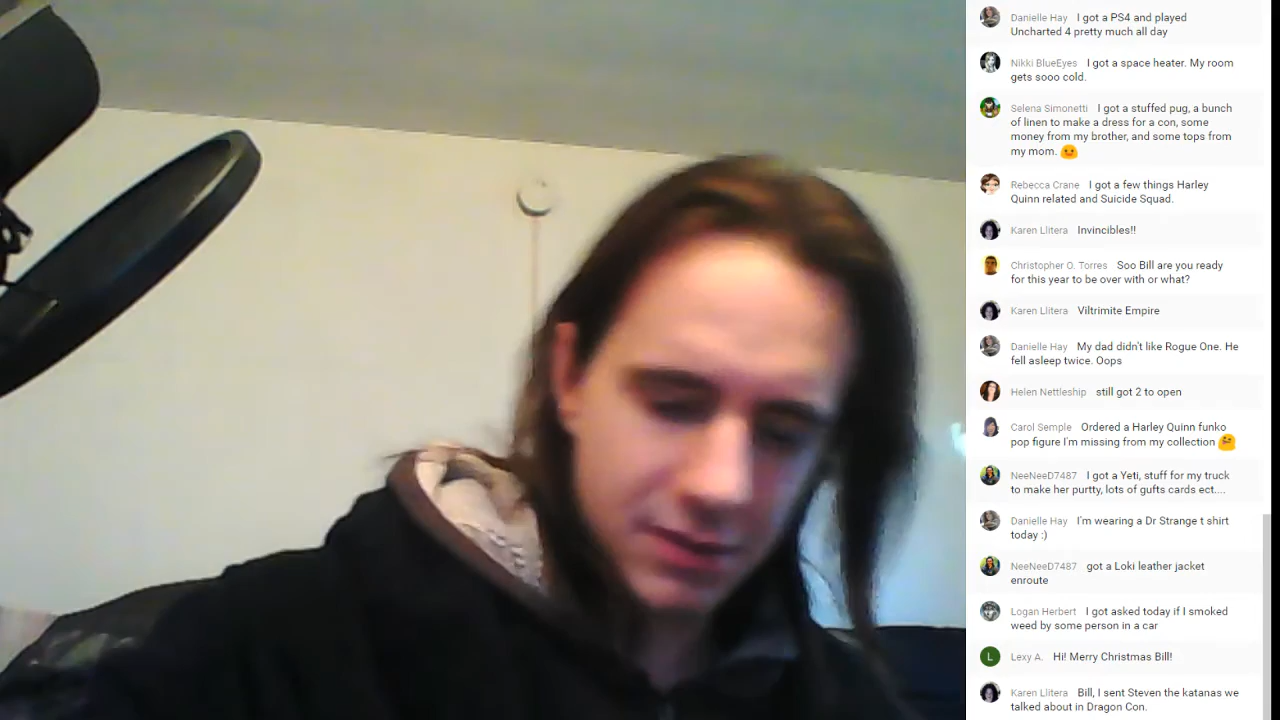 Danielle Hay I got a PS4 and played
Uncharted 4 pretty much all day
Nikki BlueEyes I got a space heater. My room
gets sooo cold.
Selena Simonetti I got a stuffed pug, a bunch
of linen to make a dress for a con, some
money from my brother, and some tops from
my mom.
Rebecca Crane I got a few things Harley
Quinn related and Suicide Squad.
Karen Llitera Invincibles!!
Christopher O. Torres Soo Bill are you ready
for this year to be over with or what?
Karen Llitera Viltrimite Empire
Danielle Hay My dad didn't like Rogue One. He
fell asleep twice. Oops
Helen Nettleship still got 2 to open
Carol Semple Ordered a Harley Quinn funko
pop figure I'm missing from my collection
NeeNeeD7487 I got a Yeti, stuff for my truck
to make her purtty, lots of gufts cards ect....
Danielle Hay I'm wearing a Dr Strange t shirt
today :)
NeeNeeD7487 got a Loki leather jacket
enroute
Logan Herbert I got asked today if I smoked
weed by some person in a car
L Lexy A. Hi! Merry Christmas Bill!
Karen Llitera Bill, I sent Steven the katanas we
talked about in Dragon Con.